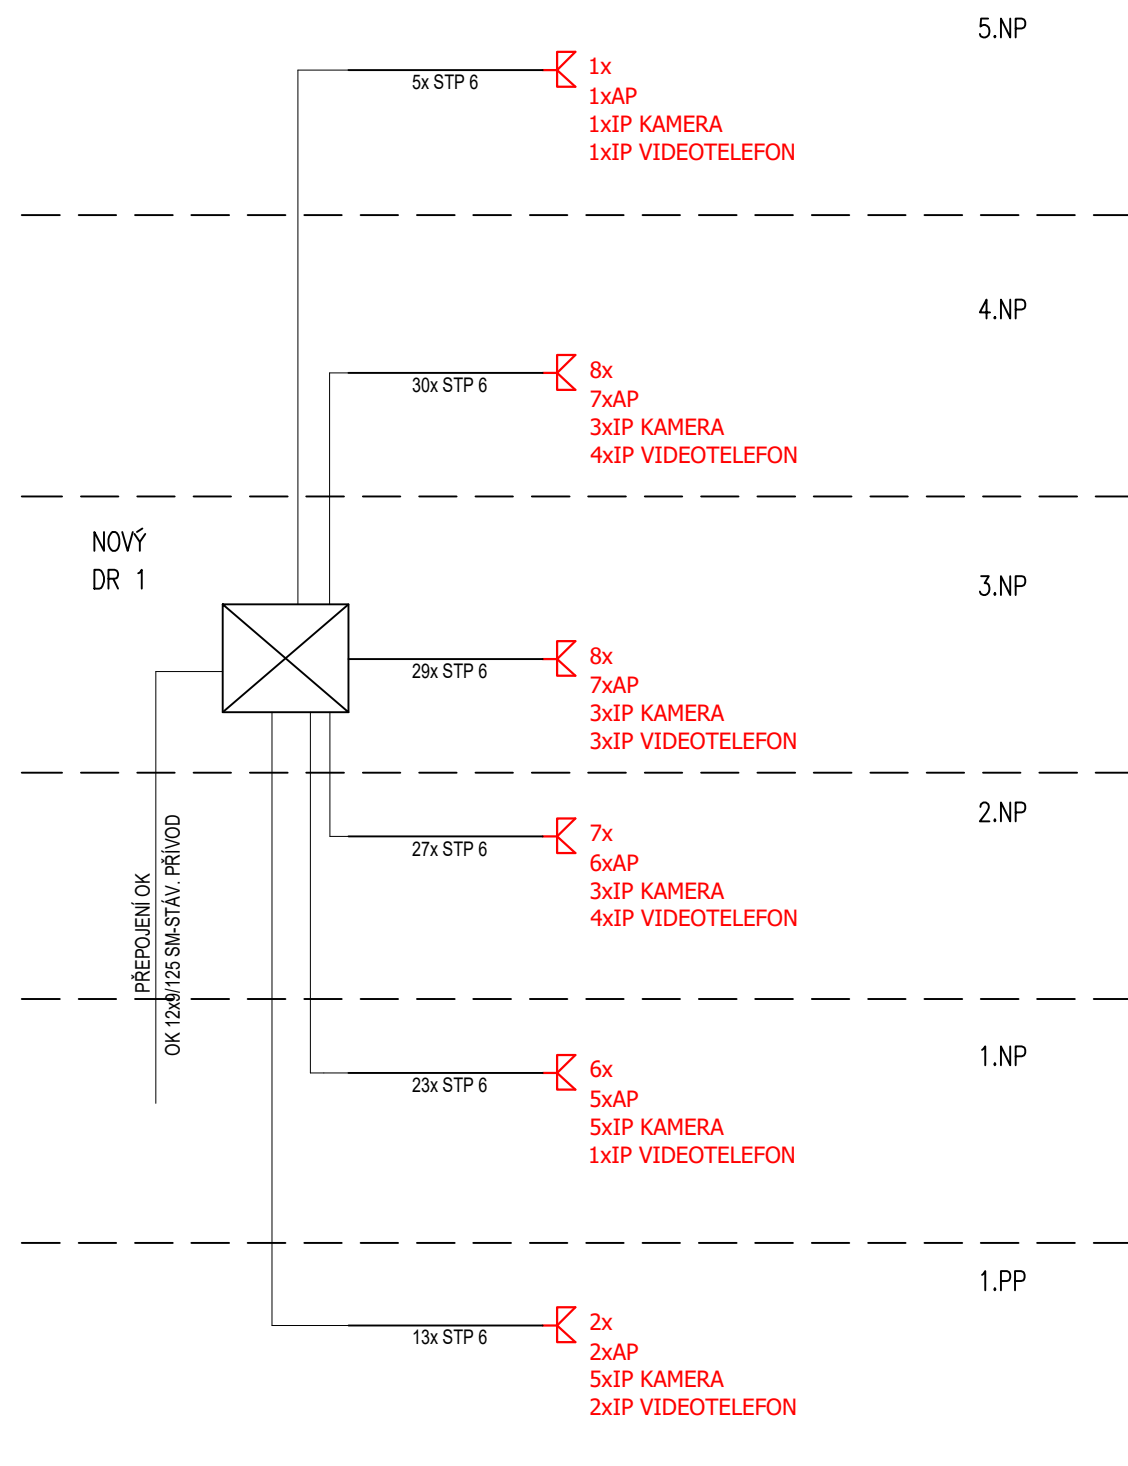 5.NP
5x STP 6
1x
1xAP
1xIP KAMERA
1xIP VIDEOTELEFON
4.NP
30x STP 6
8x
7xAP
3xIP KAMERA
4xIP VIDEOTELEFON
NOVÝ
DR 1
3.NP
29x STP 6
8x
7xAP
3xIP KAMERA
3xIP VIDEOTELEFON
2.NP
27x STP 6
7x
6xAP
3xIP KAMERA
4xIP VIDEOTELEFON
PŘEPOJENÍ OK
OK 12x9/125 SM-STÁV. PŘÍVOD
1.NP
23x STP 6
6x
5xAP
5xIP KAMERA
1xIP VIDEOTELEFON
1.PP
13x STP 6
2x
2xAP
5xIP KAMERA
2xIP VIDEOTELEFON